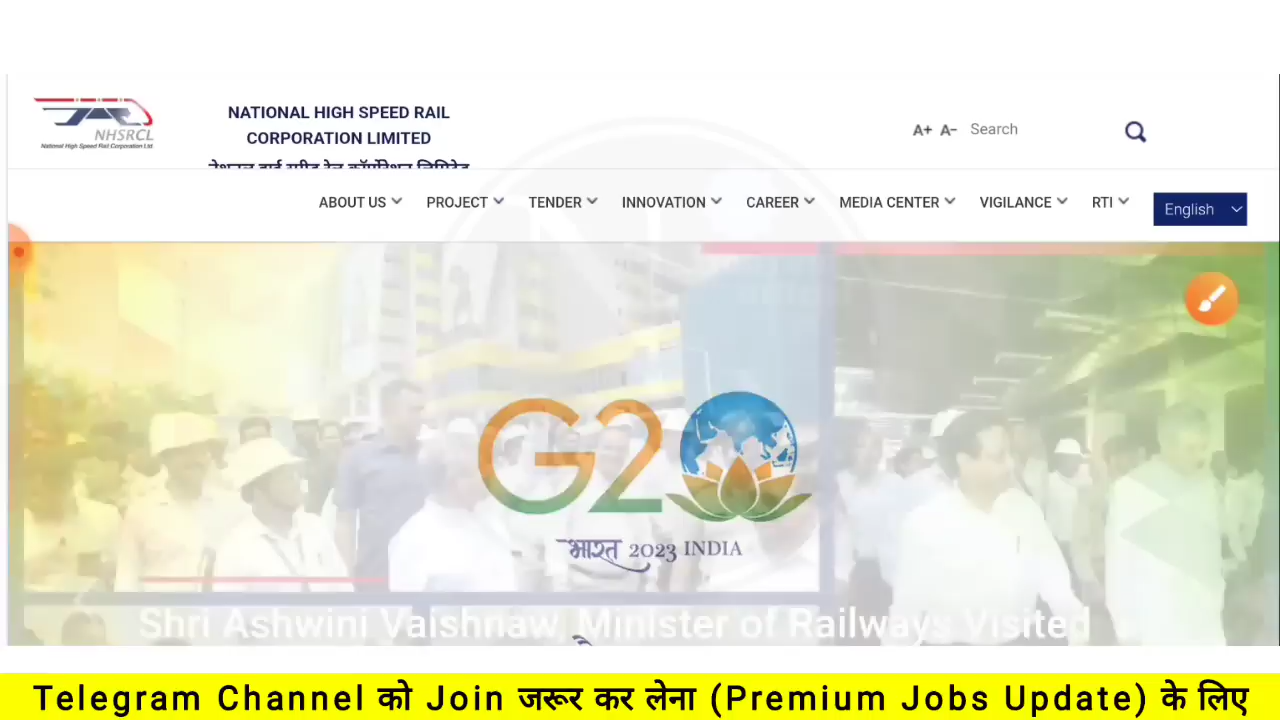 NATIONAL HIGH SPEED RAIL
CORPORATION LIMITED
नेशनल हाई स्पीड रेल कॉर्पोरेशन लिमिटेड
NHSRCL
National High Speed Rail Corporation Ltd
A+ A- Search
ABOUT US PROJECT TENDER INNOVATION CAREER MEDIA CENTER VIGILANCE RTI English
G20
भारत 2023 INDIA
Shri Ashwini Vaishnaw, Minister of Railways Visited
Telegram Channel को Join जरूर कर लेना (Premium Jobs Update) के लिए